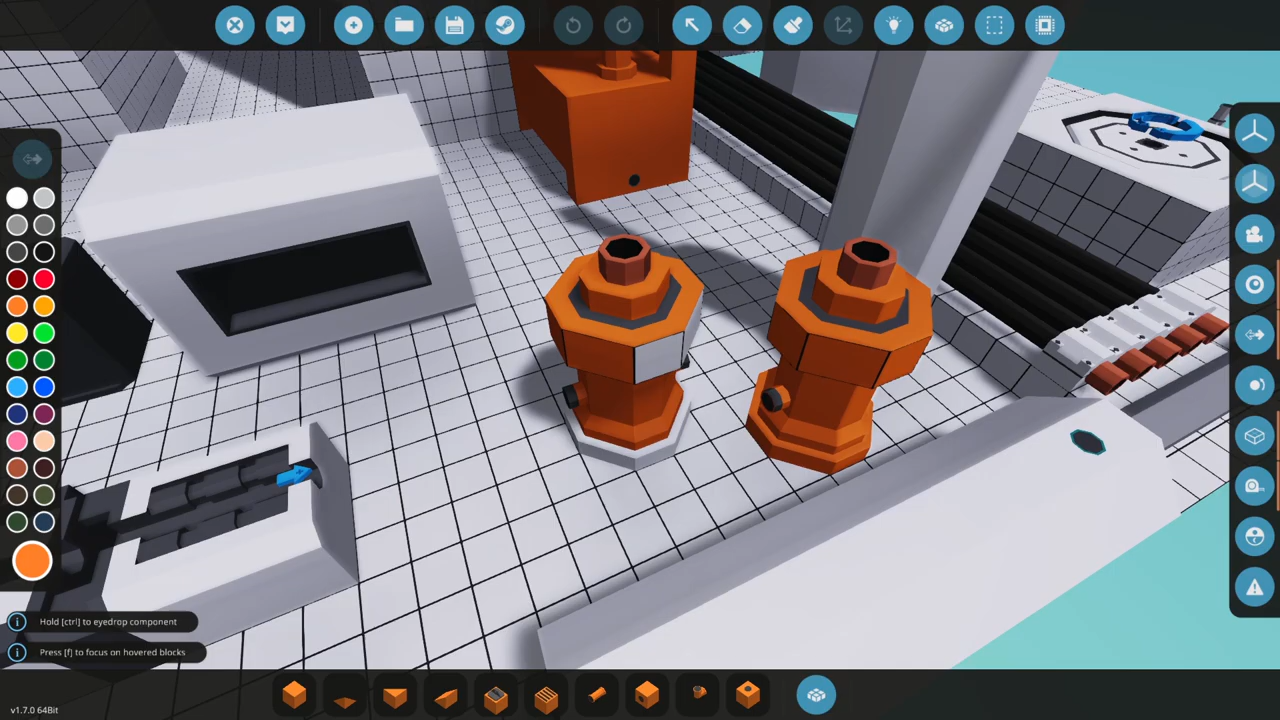 Hold [ctrl] to eyedrop component
Press [f] to focus on hovered blocks
v1.7.0 64Bit